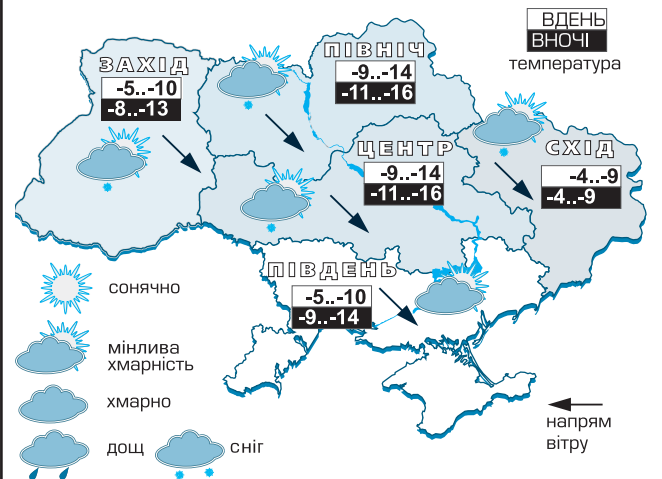 ВДЕНЬ
ВНОЧІ
температура
ПІВНІЧ
-9..-14
-11..-16
ЗАХІД
-5..-10
-8..-13
ЦЕНТР
-9..-14
-11..-16
СХІД
-4..-9
-4..-9
ПІВДЕНЬ
-5..-10
-9..-14
сонячно
мінлива
хмарність
хмарно
дощ
сніг
напрям
вітру